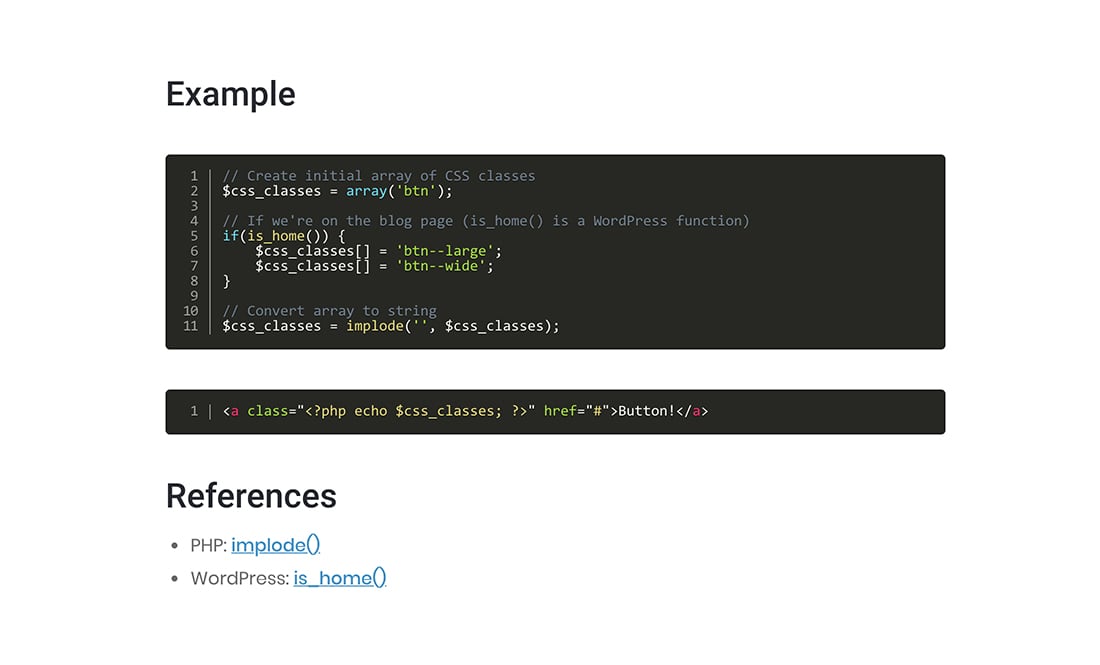 Example
1 // Create initial array of CSS classes
2 $css_classes = array('btn');
3
4 // If we're on the blog page (is_home() is a WordPress function)
5 if(is_home()) {
6     $css_classes[] = 'btn--large';
7     $css_classes[] = 'btn--wide';
8 }
9
10 // Convert array to string
11 $css_classes = implode('', $css_classes);
1 <a class="<?php echo $css_classes; ?>" href="#">Button!</a>
References
• PHP: implode()
• WordPress: is_home()